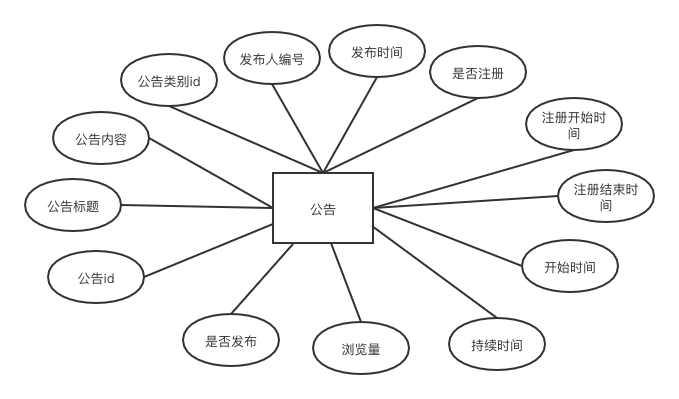 发布人编号
发布时间
公告类别id
是否注册
注册开始时
间
公告内容
注册结束时
间
公告标题
公告
开始时间
公告id
是否发布
浏览量
持续时间